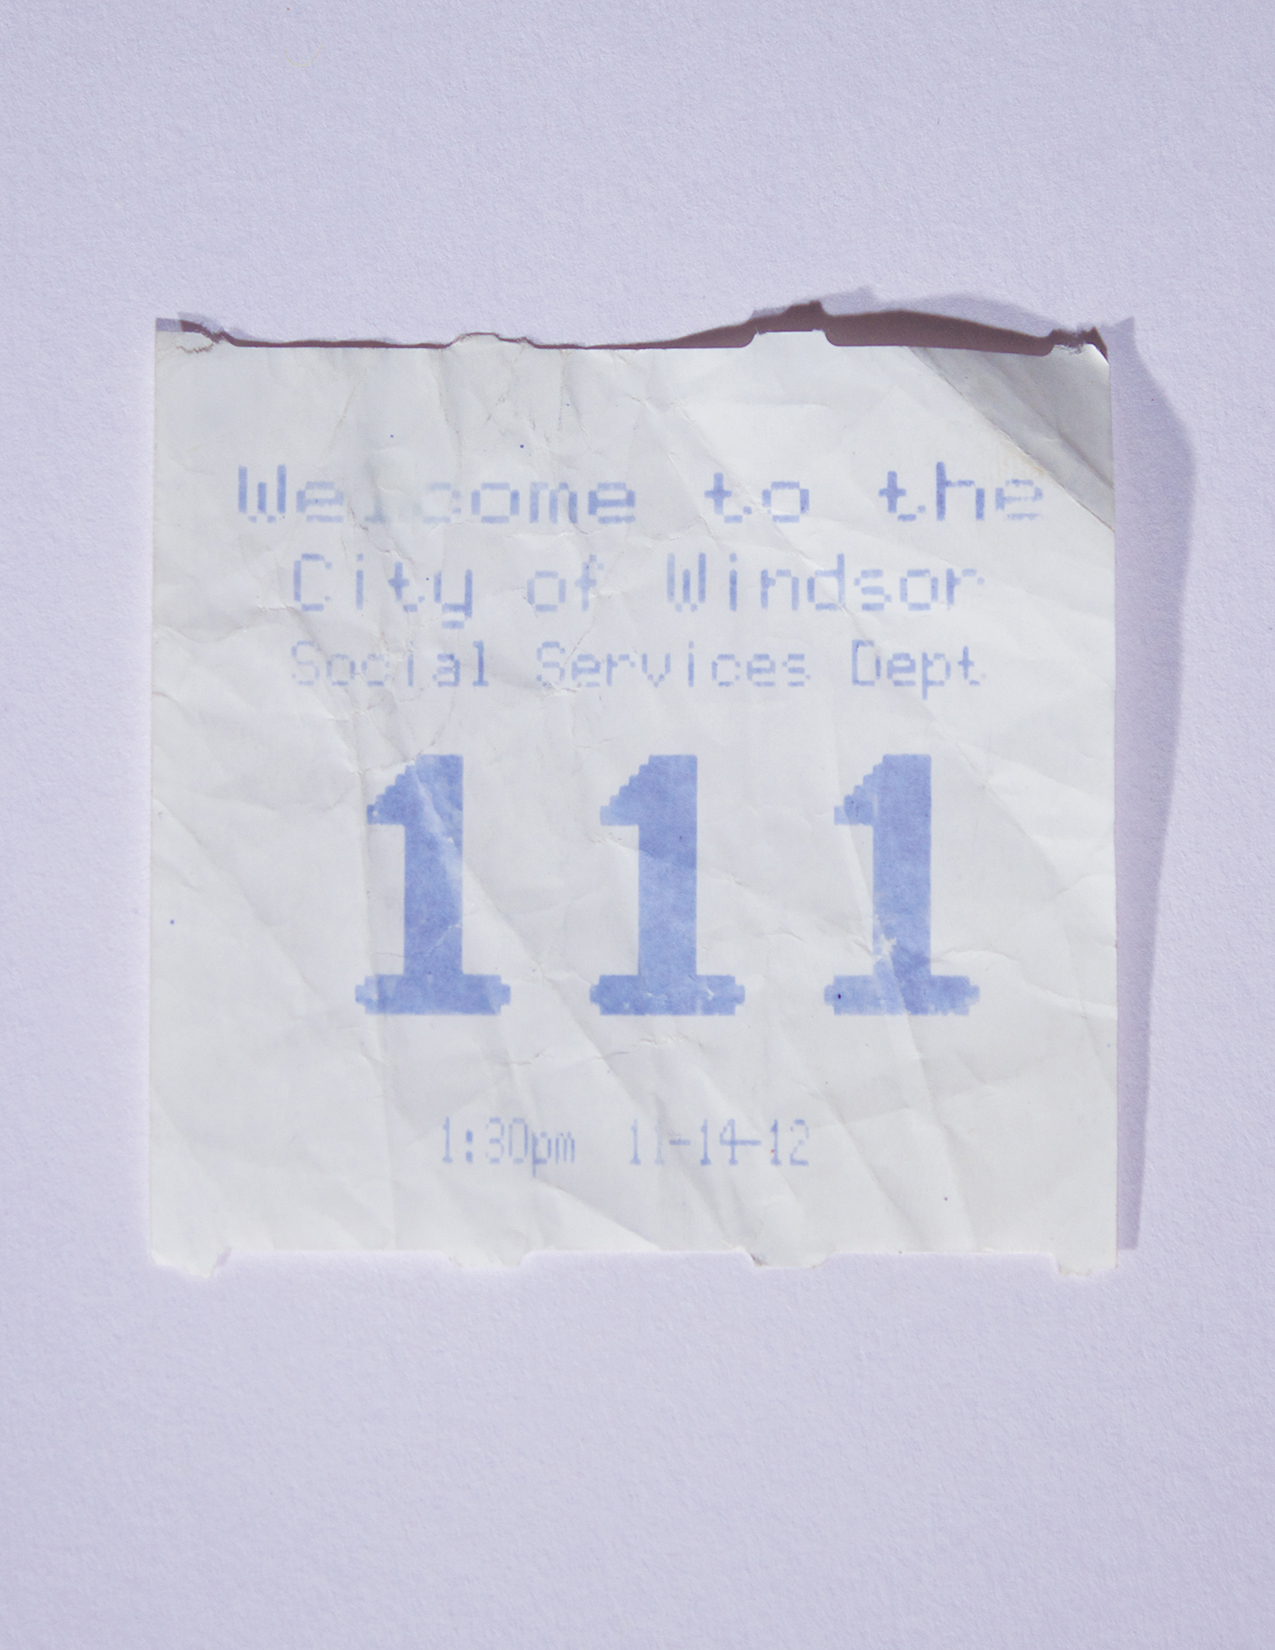 Welcome to the
City of Windsor
Social Services Dept
111
1:30pm 11-14-12